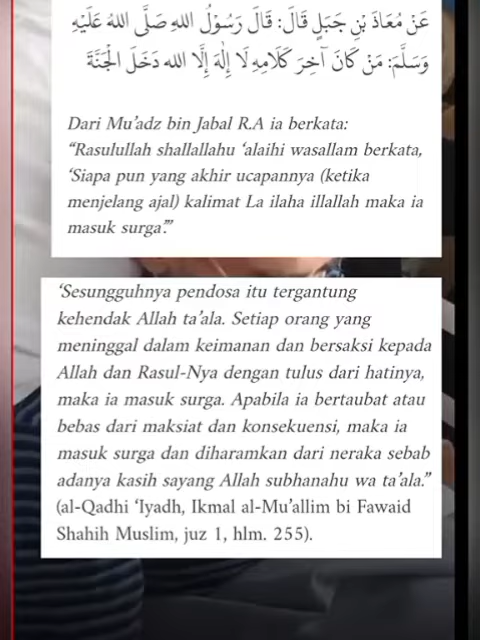 عَنْ مُعَاذَ بْنِ جَبَلٍ قَالَ: قَالَ رَسُوْلُ اللهِ صَلَّى اللهُ عَلَيْهِ
وَسَلَّمَ: مَنْ كَانَ آخِرَ كَلَامِهِ لَا إِلٰهَ إِلَّا الله دَخَلَ الْجَنَّةَ
Dari Mu'adz bin Jabal R.A ia berkata:
“Rasulullah shallallahu ‘alaihi wasallam berkata,
‘Siapa pun yang akhir ucapannya (ketika
menjelang ajal) kalimat La ilaha illallah maka ia
masuk surga’.”
‘Sesungguhnya pendosa itu tergantung
kehendak Allah ta’ala. Setiap orang yang
meninggal dalam keimanan dan bersaksi kepada
Allah dan Rasul-Nya dengan tulus dari hatinya,
maka ia masuk surga. Apabila ia bertaubat atau
bebas dari maksiat dan konsekuensi, maka ia
masuk surga dan diharamkan dari neraka sebab
adanya kasih sayang Allah subhanahu wa ta’ala.”
(al-Qadhi ‘Iyadh, Ikmal al-Mu’allim bi Fawaid
Shahih Muslim, juz 1, hlm. 255).